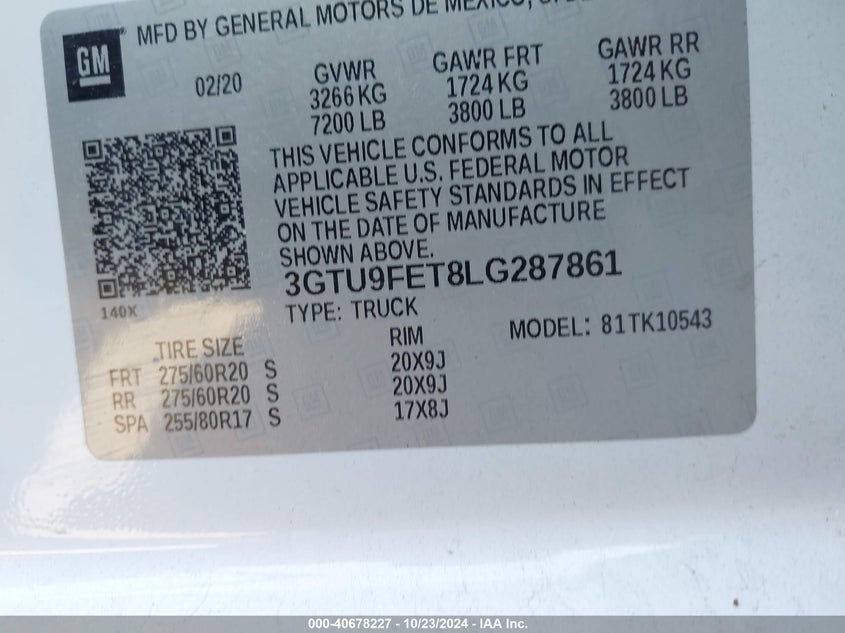 GM
MFD BY GENERAL MOTORS DE MEXICO,
02/20
GVWR
3266 KG
7200 LB
GAWR FRT
1724 KG
3800 LB
GAWR RR
1724 KG
3800 LB
THIS VEHICLE CONFORMS TO ALL
APPLICABLE U.S. FEDERAL MOTOR
VEHICLE SAFETY STANDARDS IN EFFECT
ON THE DATE OF MANUFACTURE
SHOWN ABOVE.
3GTU9FET8LG287861
140X
TYPE: TRUCK
MODEL: 81TK10543
TIRE SIZE RIM
FRT 275/60R20 S 20X9J
RR 275/60R20 S 20X9J
SPA 255/80R17 S 17X8J
000-40678227 - 10/23/2024 - IAA Inc.